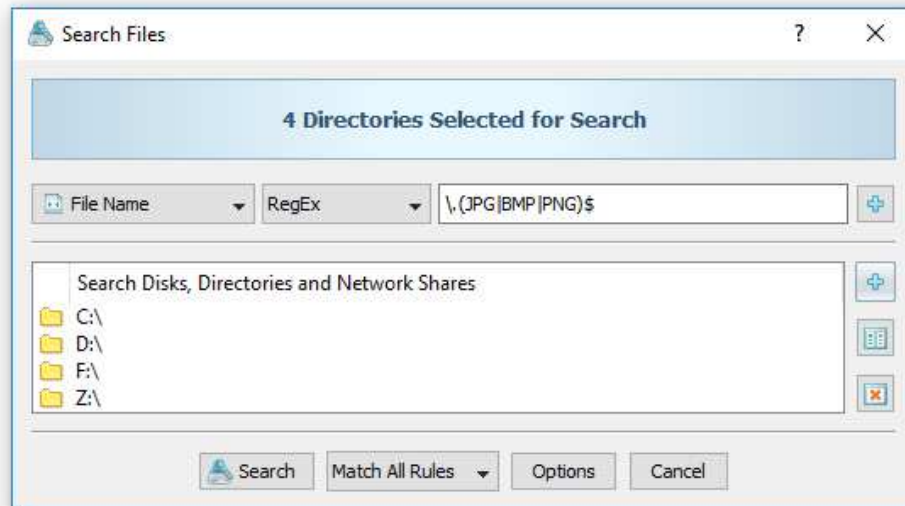 Search Files ?
4 Directories Selected for Search
File Name RegEx \.(JPG|BMP|PNG)$
Search Disks, Directories and Network Shares
C:\
D:\
F:\
Z:\
Search Match All Rules Options Cancel